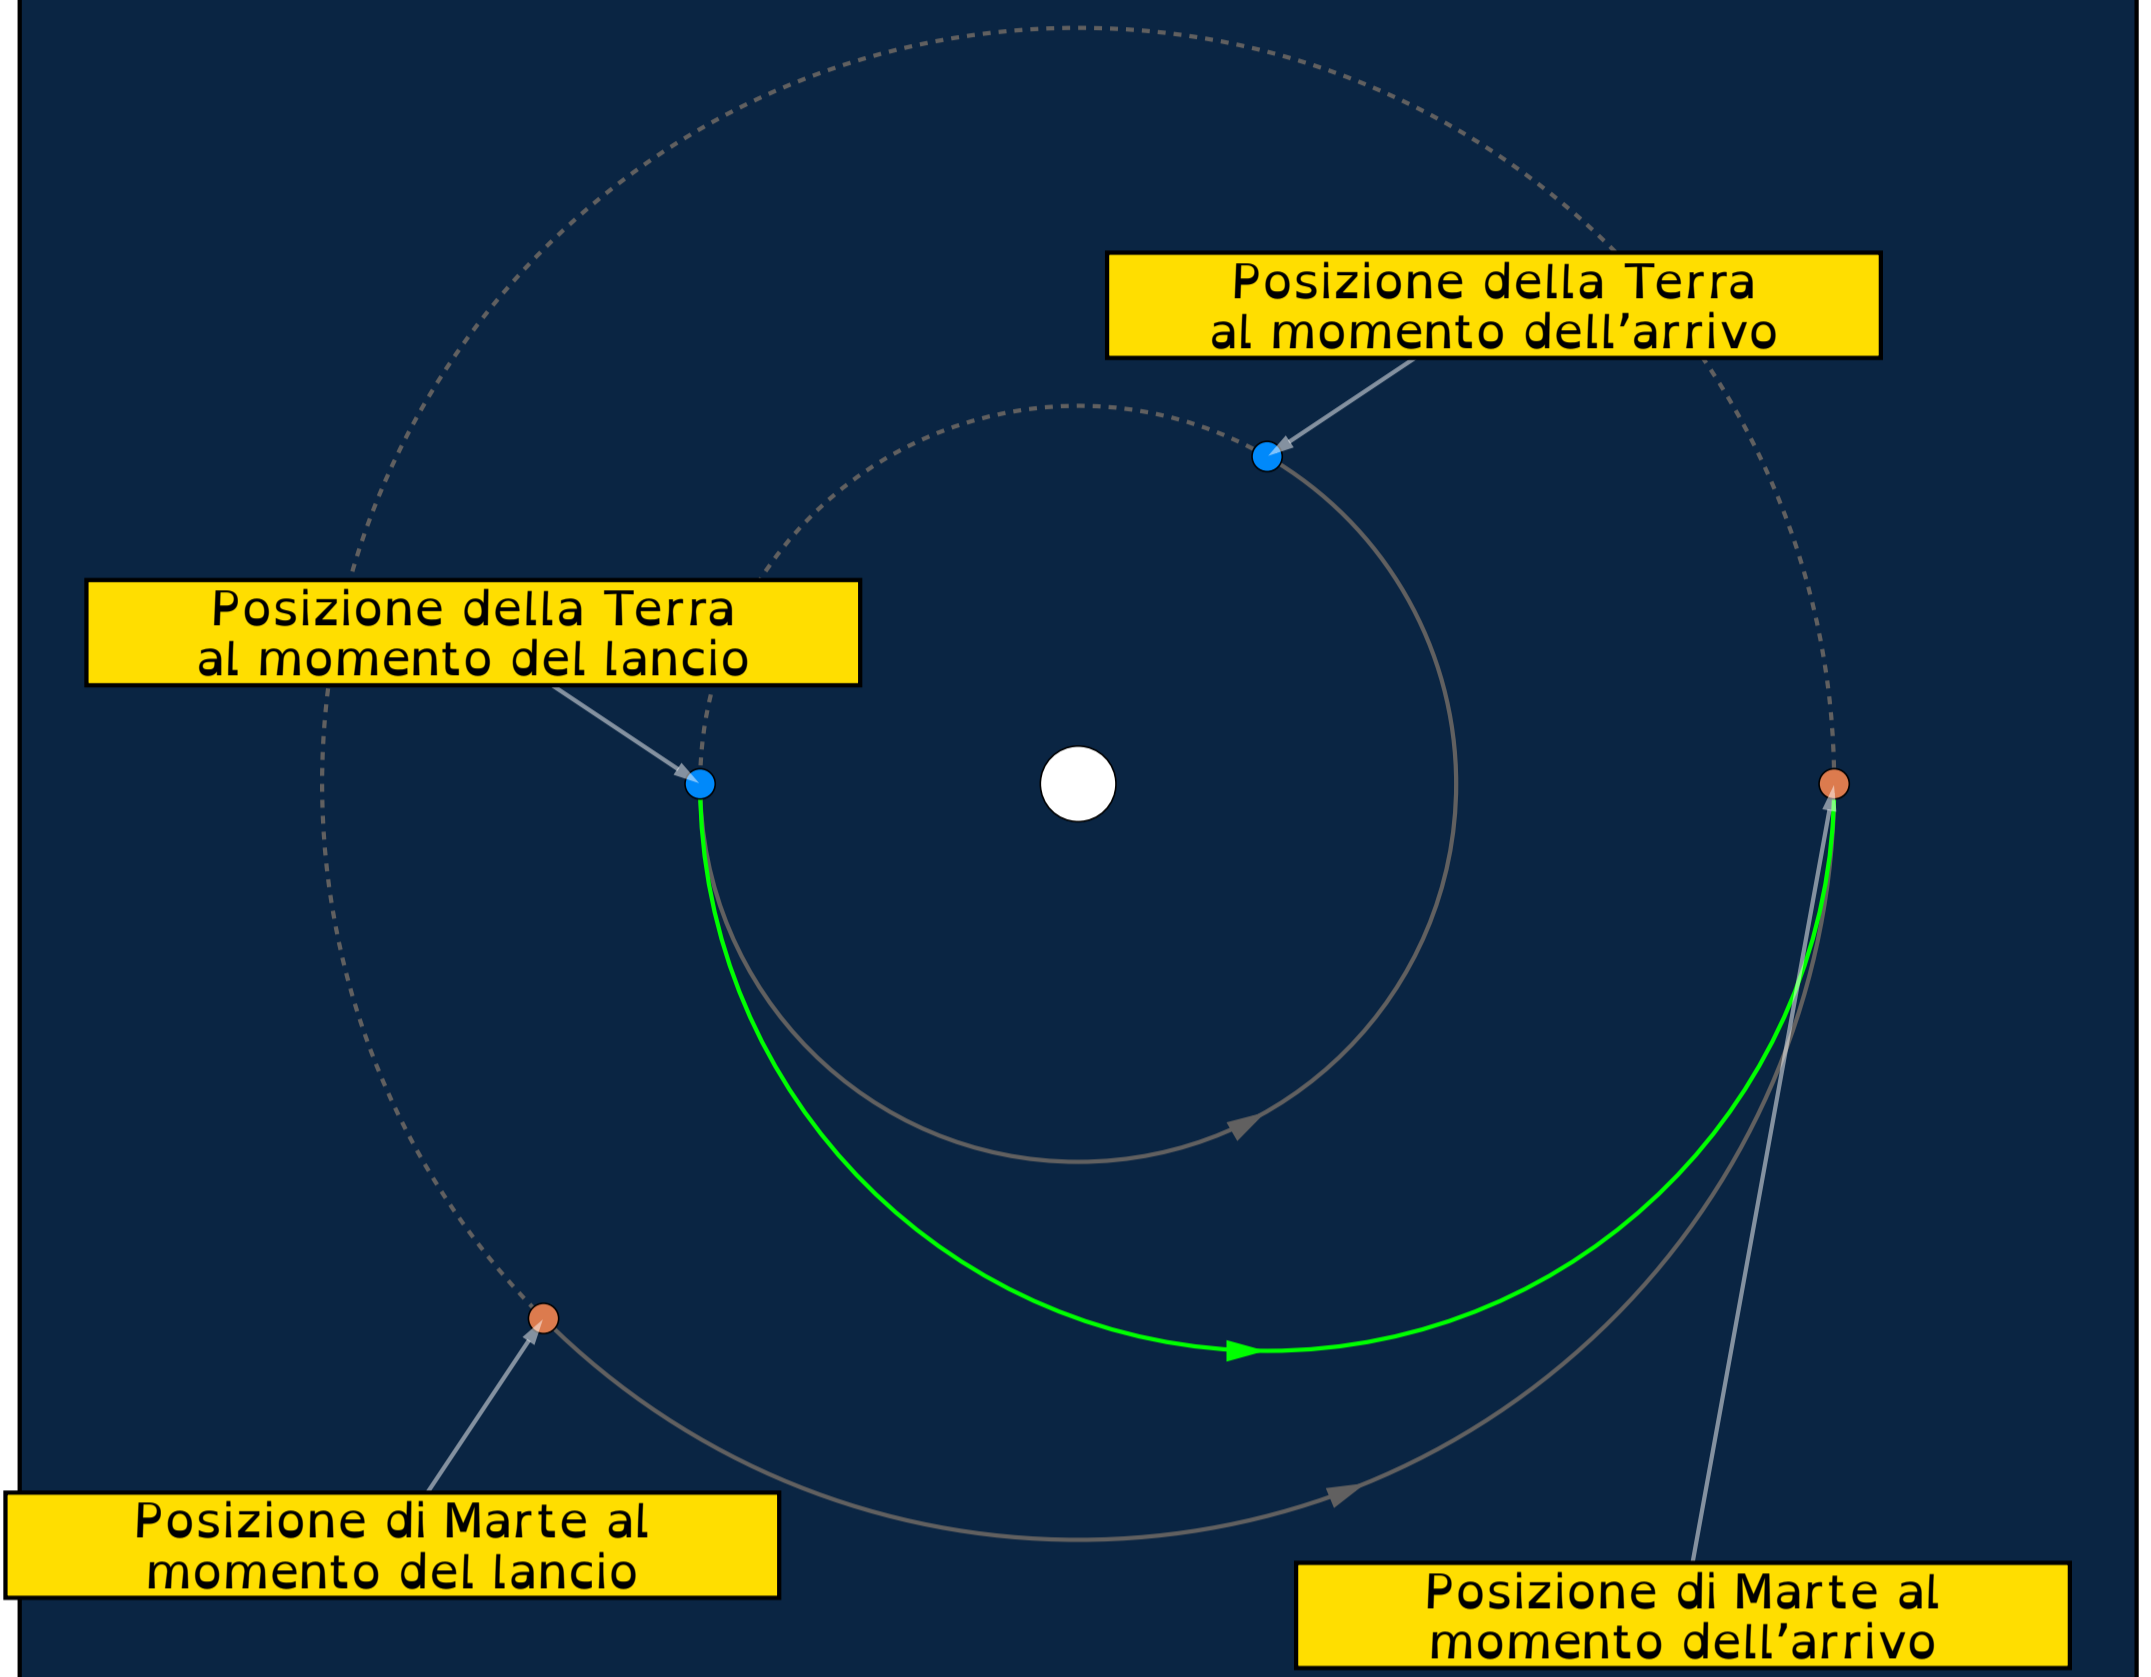 Posizione della Terra
al momento dell’arrivo
Posizione della Terra
al momento del lancio
Posizione di Marte al
momento del lancio
Posizione di Marte al
momento dell’arrivo